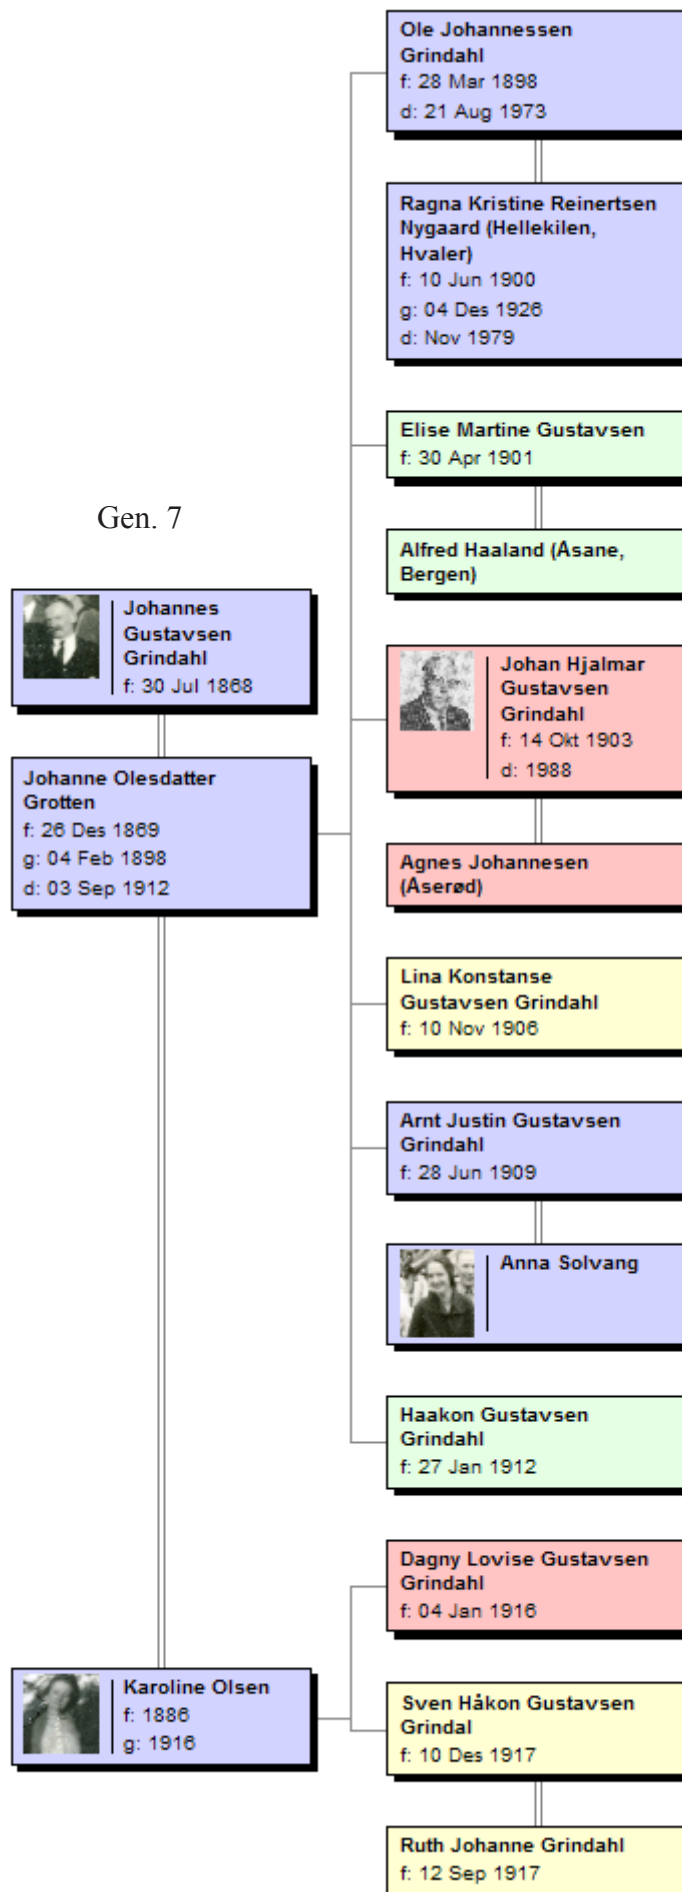 Gen. 7
Johannes
Gustavsen
Grindahl
f: 30 Jul 1868
Johanne Olesdatter
Grotten
f: 26 Des 1869
g: 04 Feb 1898
d: 03 Sep 1912
Karoline Olsen
f: 1886
g: 1916
Ole Johannessen
Grindahl
f: 28 Mar 1898
d: 21 Aug 1973
Ragna Kristine Reinertsen
Nygaard (Hellekilen,
Hvaler)
f: 10 Jun 1900
g: 04 Des 1926
d: Nov 1979
Elise Martine Gustavsen
f: 30 Apr 1901
Alfred Haaland (Åsane,
Bergen)
Johan Hjalmar
Gustavsen
Grindahl
f: 14 Okt 1903
d: 1988
Agnes Johannesen
(Åserød)
Lina Konstanse
Gustavsen Grindahl
f: 10 Nov 1906
Arnt Justin Gustavsen
Grindahl
f: 28 Jun 1909
Anna Solvang
Haakon Gustavsen
Grindahl
f: 27 Jan 1912
Dagny Lovise Gustavsen
Grindahl
f: 04 Jan 1916
Sven Håkon Gustavsen
Grindal
f: 10 Des 1917
Ruth Johanne Grindahl
f: 12 Sep 1917